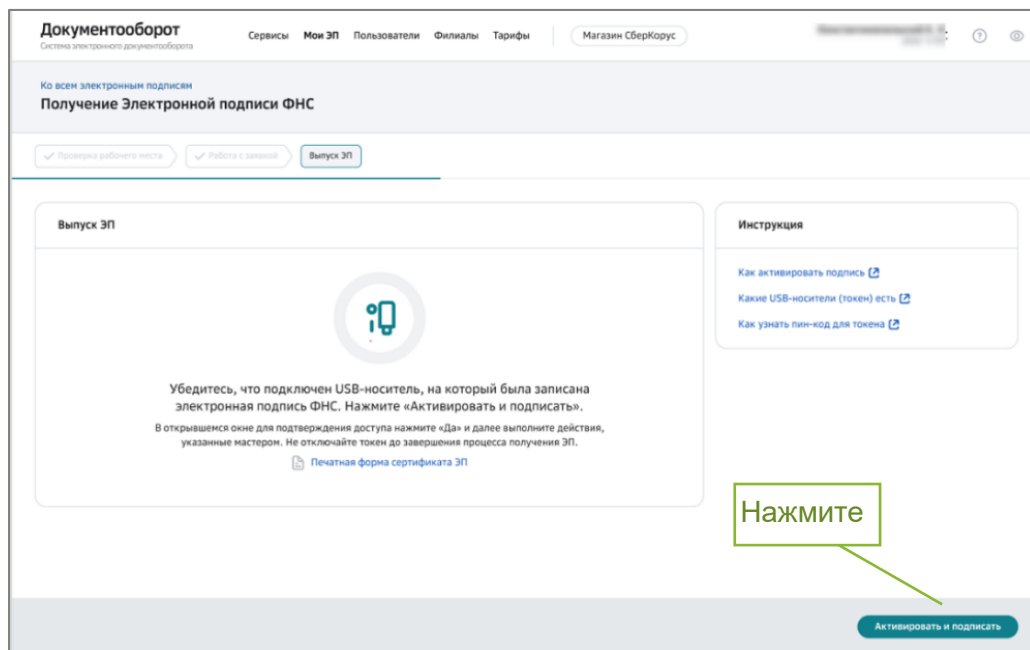 Документооборот
Система электронного документооборота
Сервисы Мои ЭП Пользователи Филиалы Тарифы Магазин СберКорус
Ко всем электронным подписям
Получение Электронной подписи ФНС
Проверка рабочего места Работа с заявкой Выпуск ЭП
Выпуск ЭП
Убедитесь, что подключен USB-носитель, на который была записана
электронная подпись ФНС. Нажмите «Активировать и подписать».
В открывшемся окне для подтверждения доступа нажмите «Да» и далее выполните действия,
указанные мастером. Не отключайте токен до завершения процесса получения ЭП.
Печатная форма сертификата ЭП
Инструкция
Как активировать подпись
Какие USB-носители (токен) есть
Как узнать пин-код для токена
Нажмите
Активировать и подписать